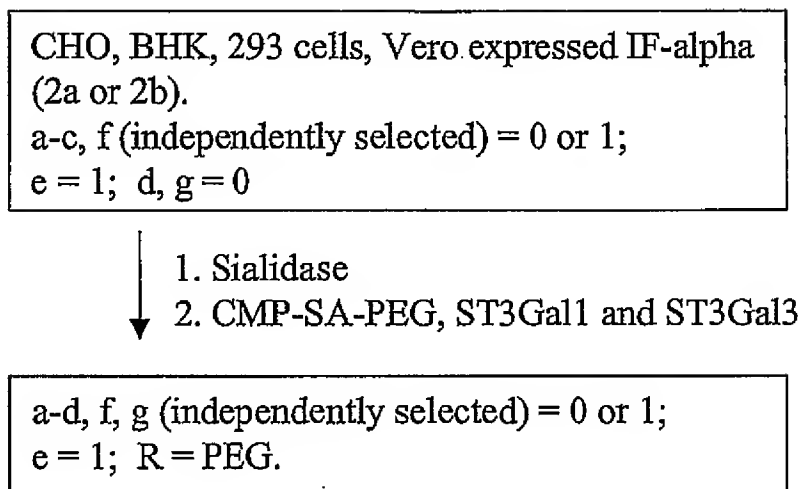 CHO, BHK, 293 cells, Vero expressed IF-alpha
(2a or 2b).
a-c, f (independently selected) = 0 or 1;
e = 1; d, g = 0
1. Sialidase
2. CMP-SA-PEG, ST3Gal1 and ST3Gal3
a-d, f, g (independently selected) = 0 or 1;
e = 1; R = PEG.